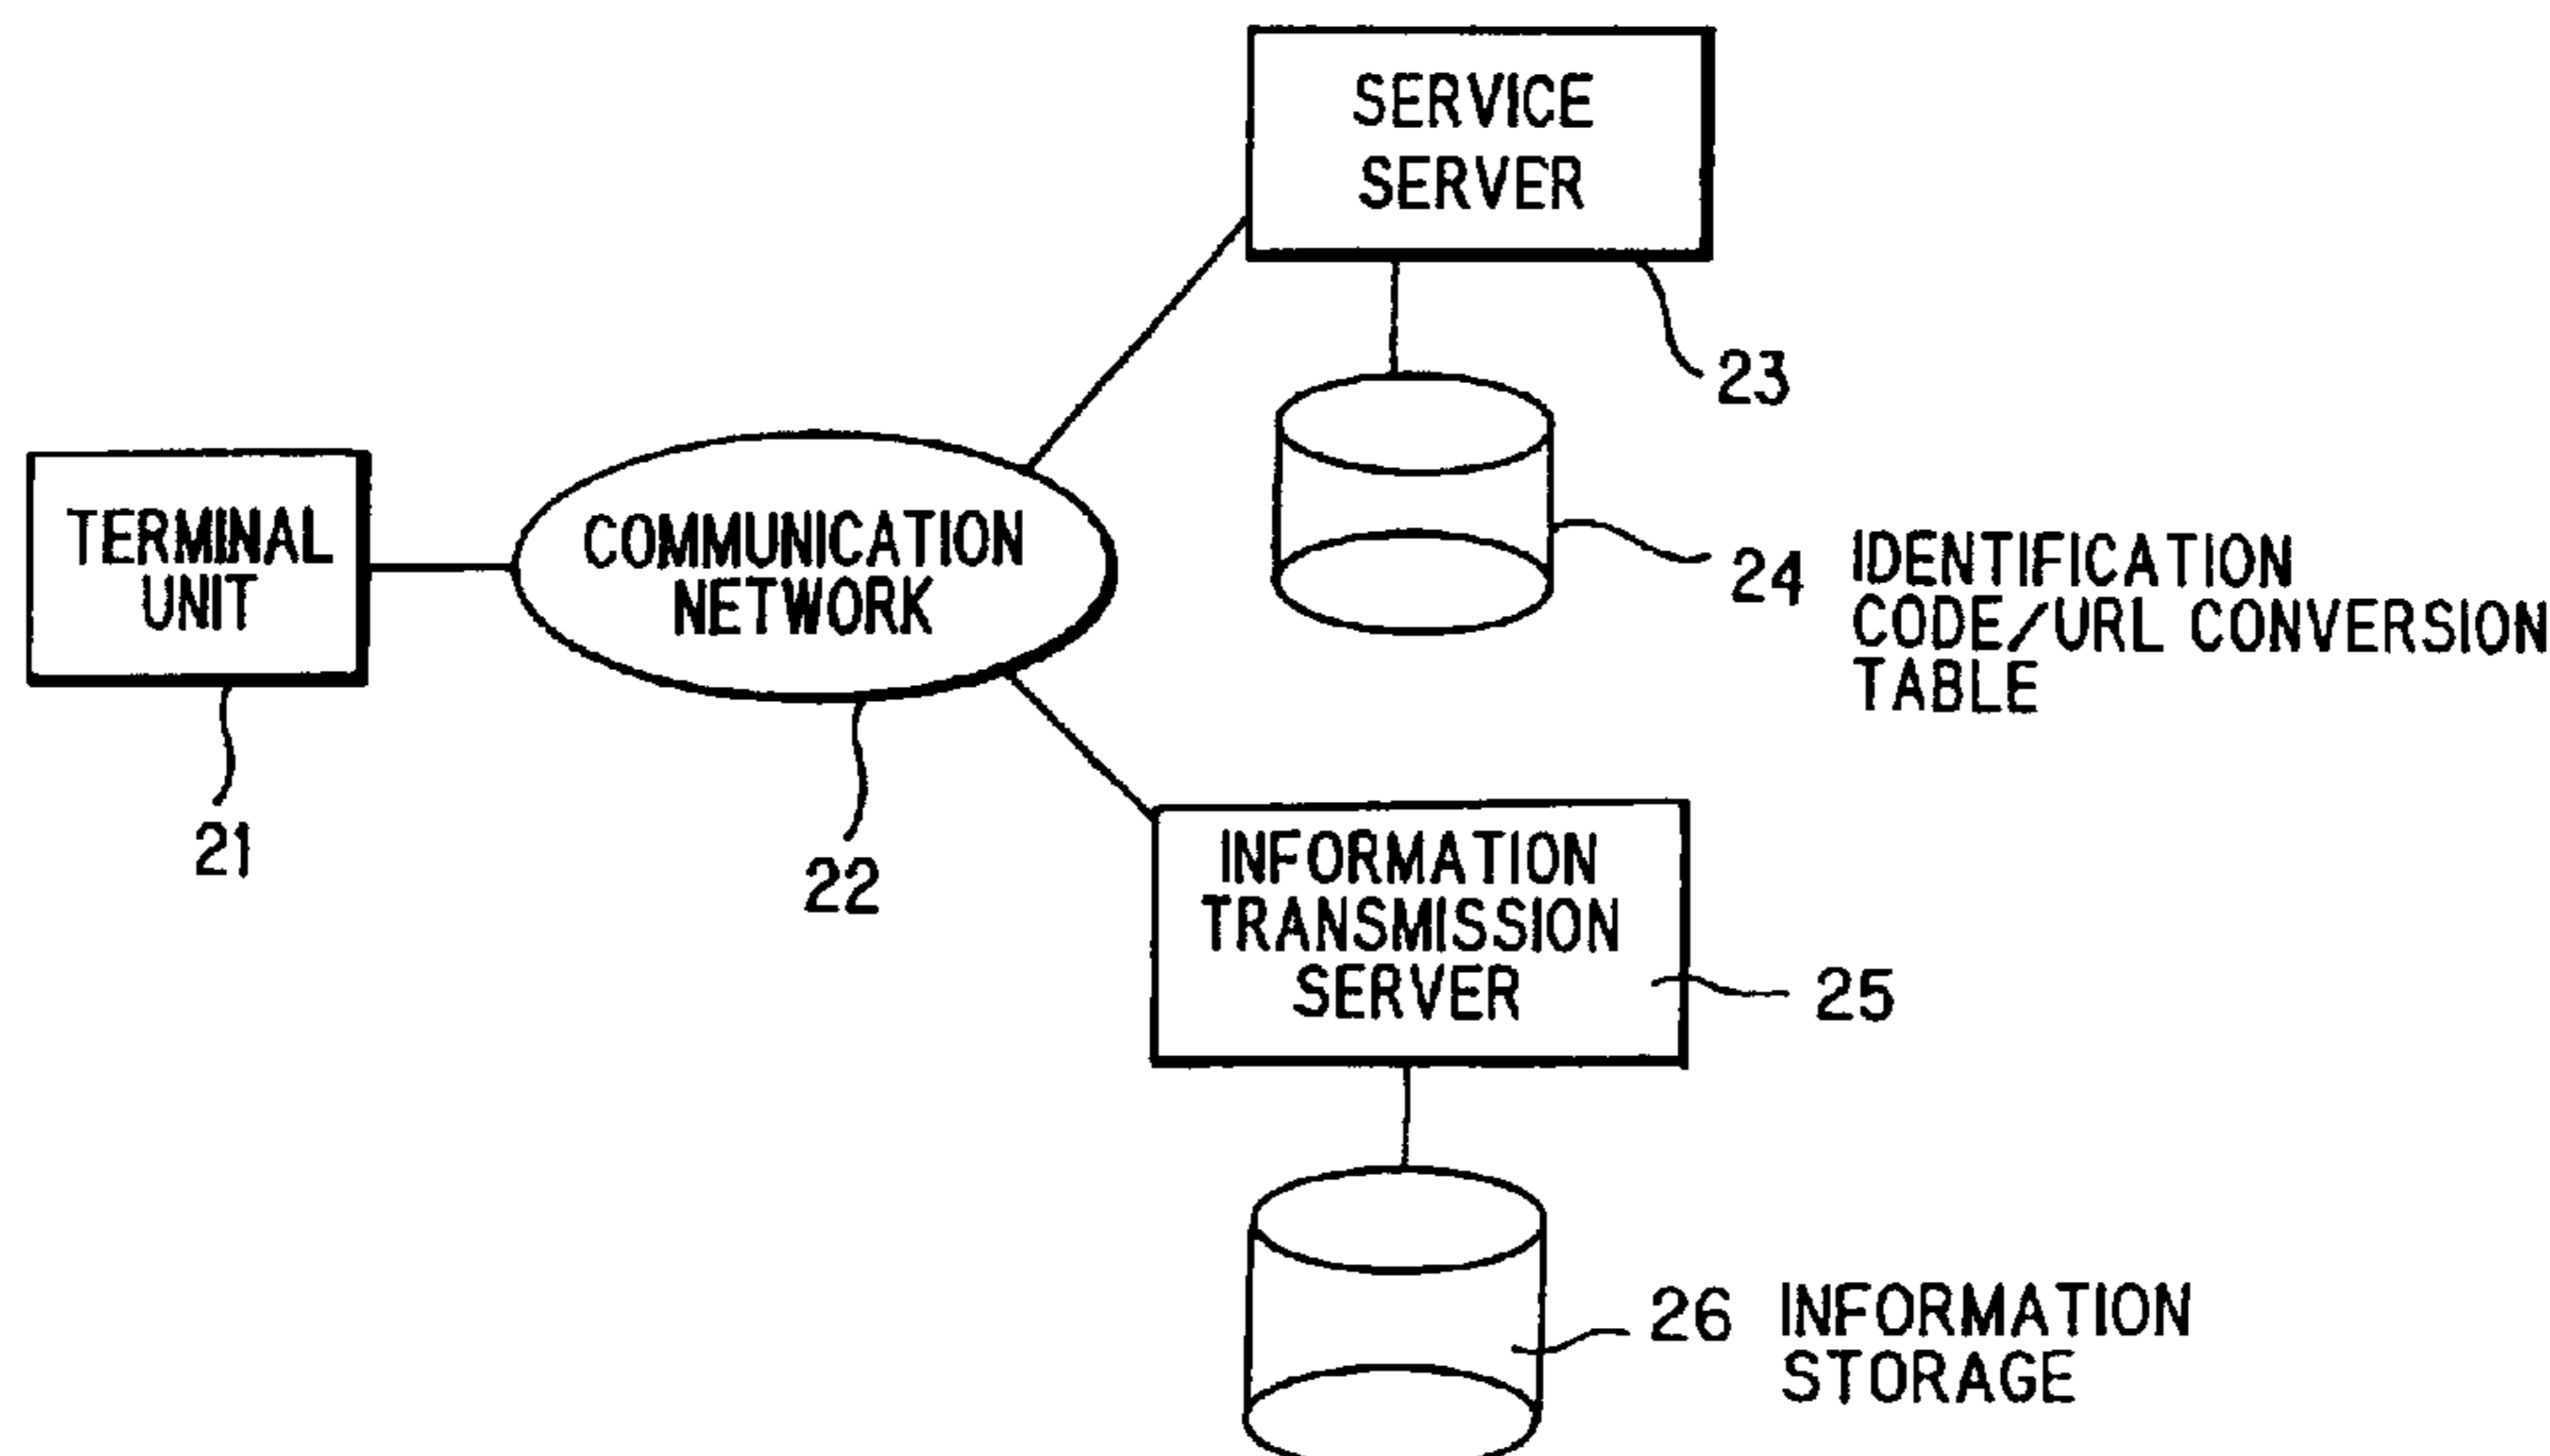 SERVICE
SERVER
23
TERMINAL
UNIT
21
COMMUNICATION
NETWORK
22
24 IDENTIFICATION
CODE/URL CONVERSION
TABLE
INFORMATION
TRANSMISSION
SERVER
25
26 INFORMATION
STORAGE